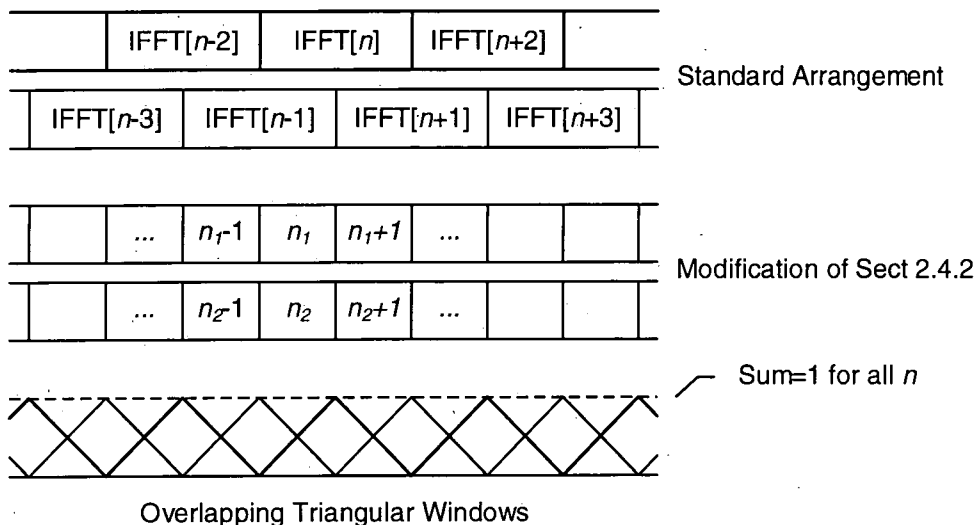 IFFT[n-2] IFFT[n] IFFT[n+2]
Standard Arrangement
IFFT[n-3] IFFT[n-1] IFFT[n+1] IFFT[n+3]
... n₁-1 n₁ n₁+1 ...
Modification of Sect 2.4.2
... n₂-1 n₂ n₂+1 ...
Sum=1 for all n
Overlapping Triangular Windows